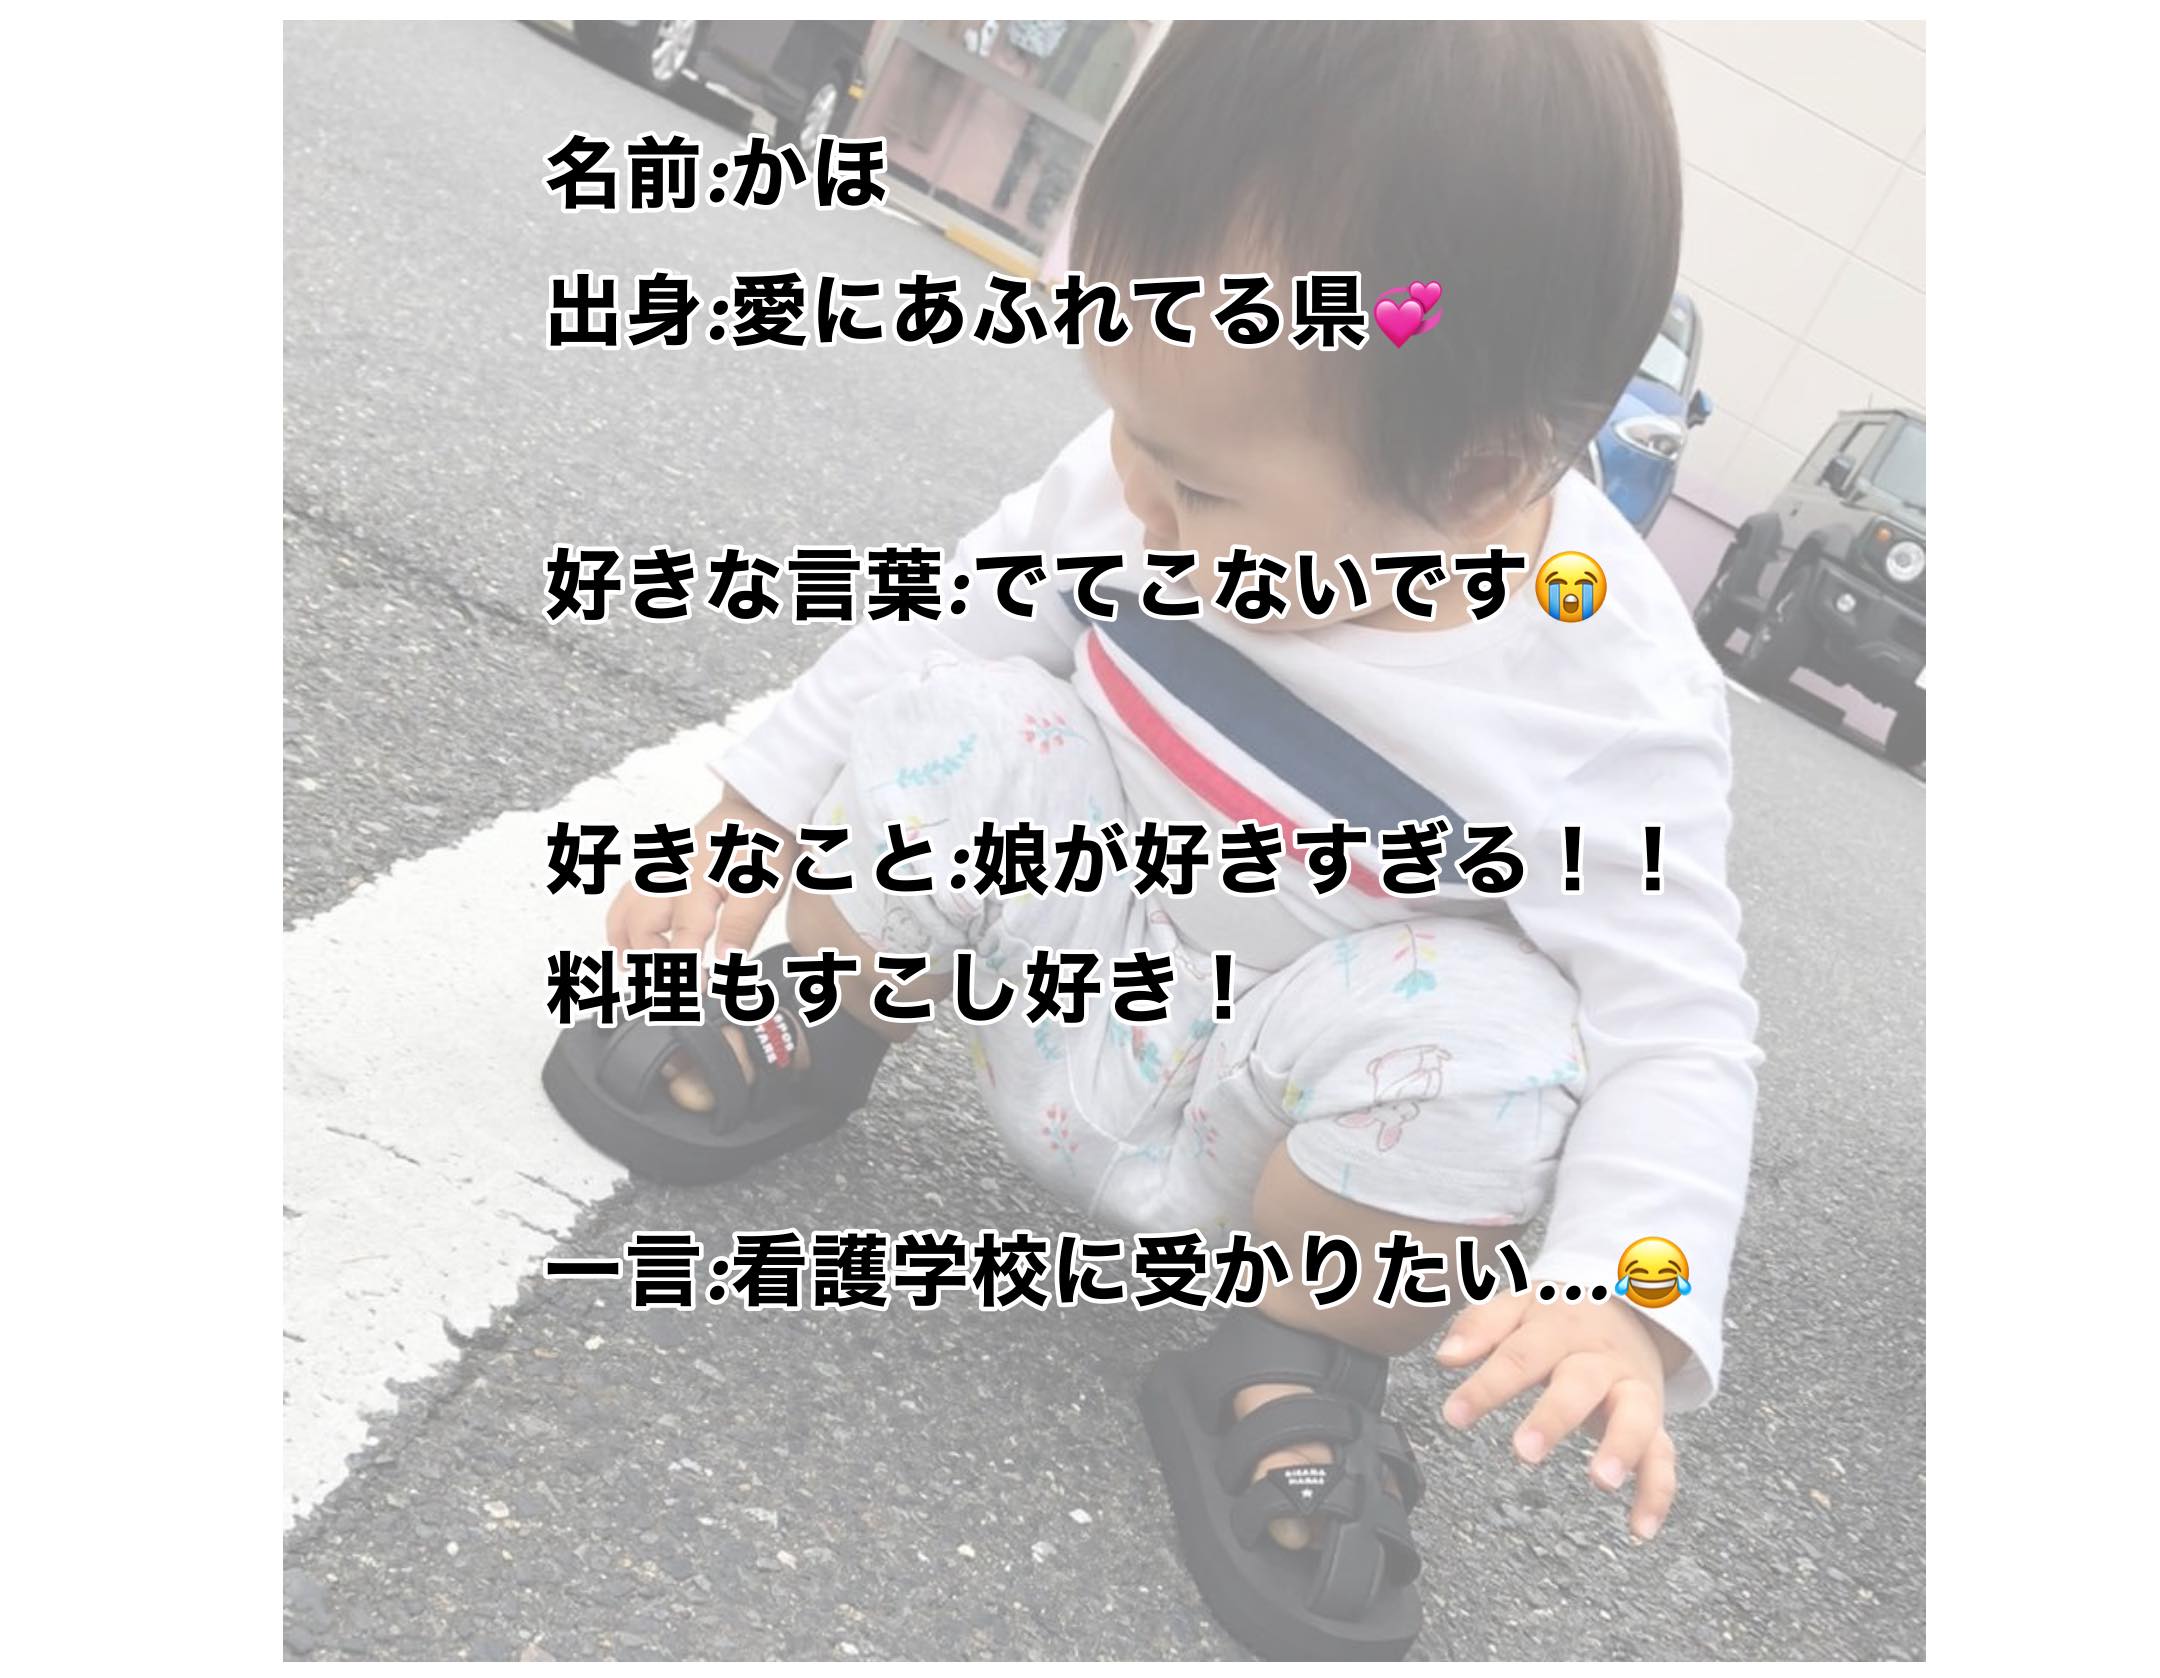 名前:かほ
出身:愛にあふれてる県💞
好きな言葉:でてこないです😭
好きなこと:娘が好きすぎる！！
料理もすこし好き！
一言:看護学校に受かりたい...😂